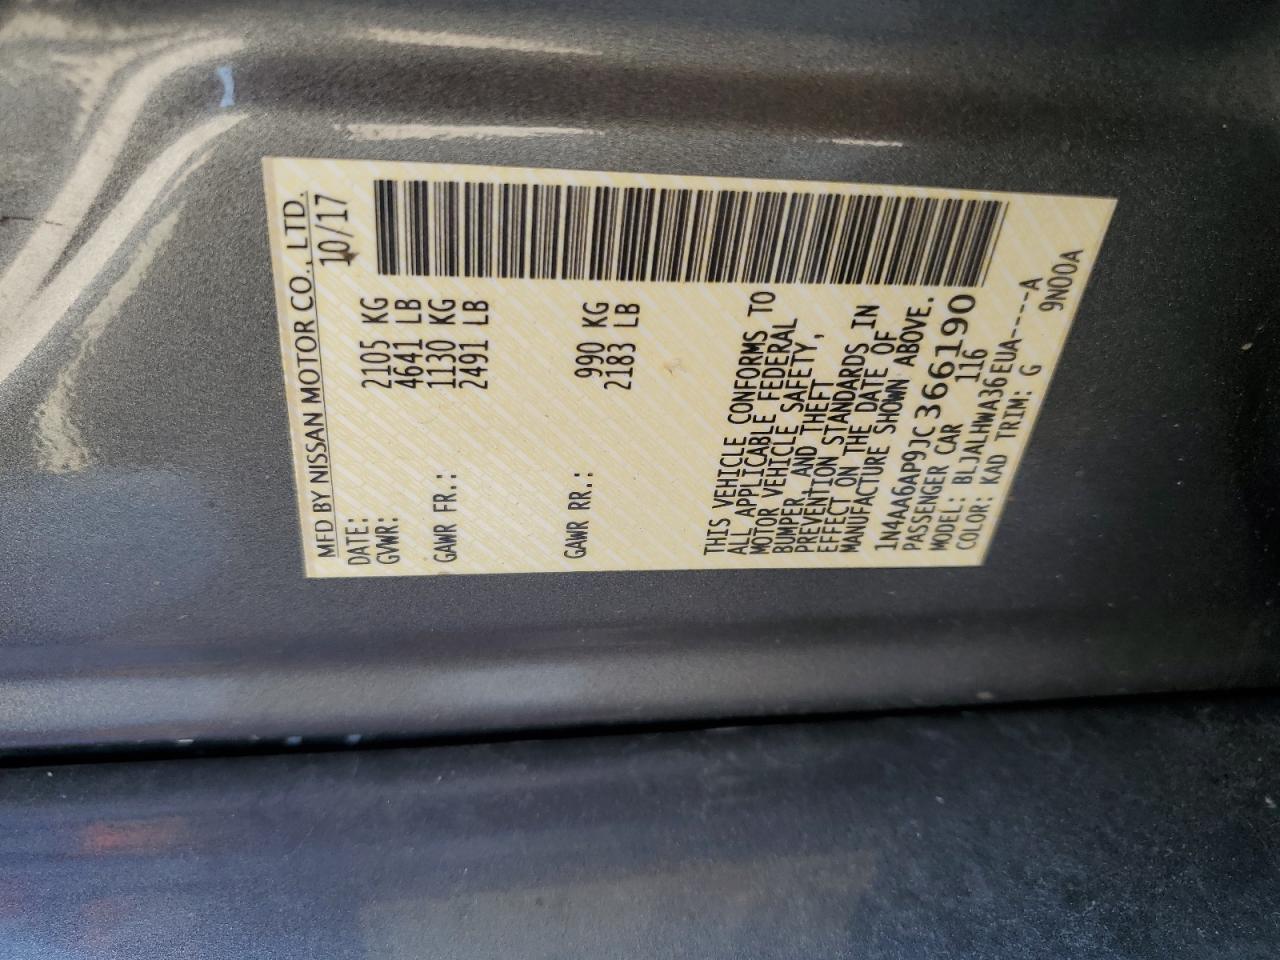 MFD BY NISSAN MOTOR CO., LTD.
DATE: 10/17
GVWR: 2105 KG
4641 LB
GAWR FR.: 1130 KG
2491 LB
GAWR RR.: 990 KG
2183 LB
THIS VEHICLE CONFORMS TO
ALL APPLICABLE FEDERAL
MOTOR VEHICLE SAFETY,
BUMPER, AND THEFT
PREVENTION STANDARDS IN
EFFECT ON THE DATE OF
MANUFACTURE SHOWN ABOVE.
1N4AA6AP9JC366190
PASSENGER CAR 116
MODEL: BLJALHWA36EUA-----A
COLOR: KAD TRIM: G 9N00A